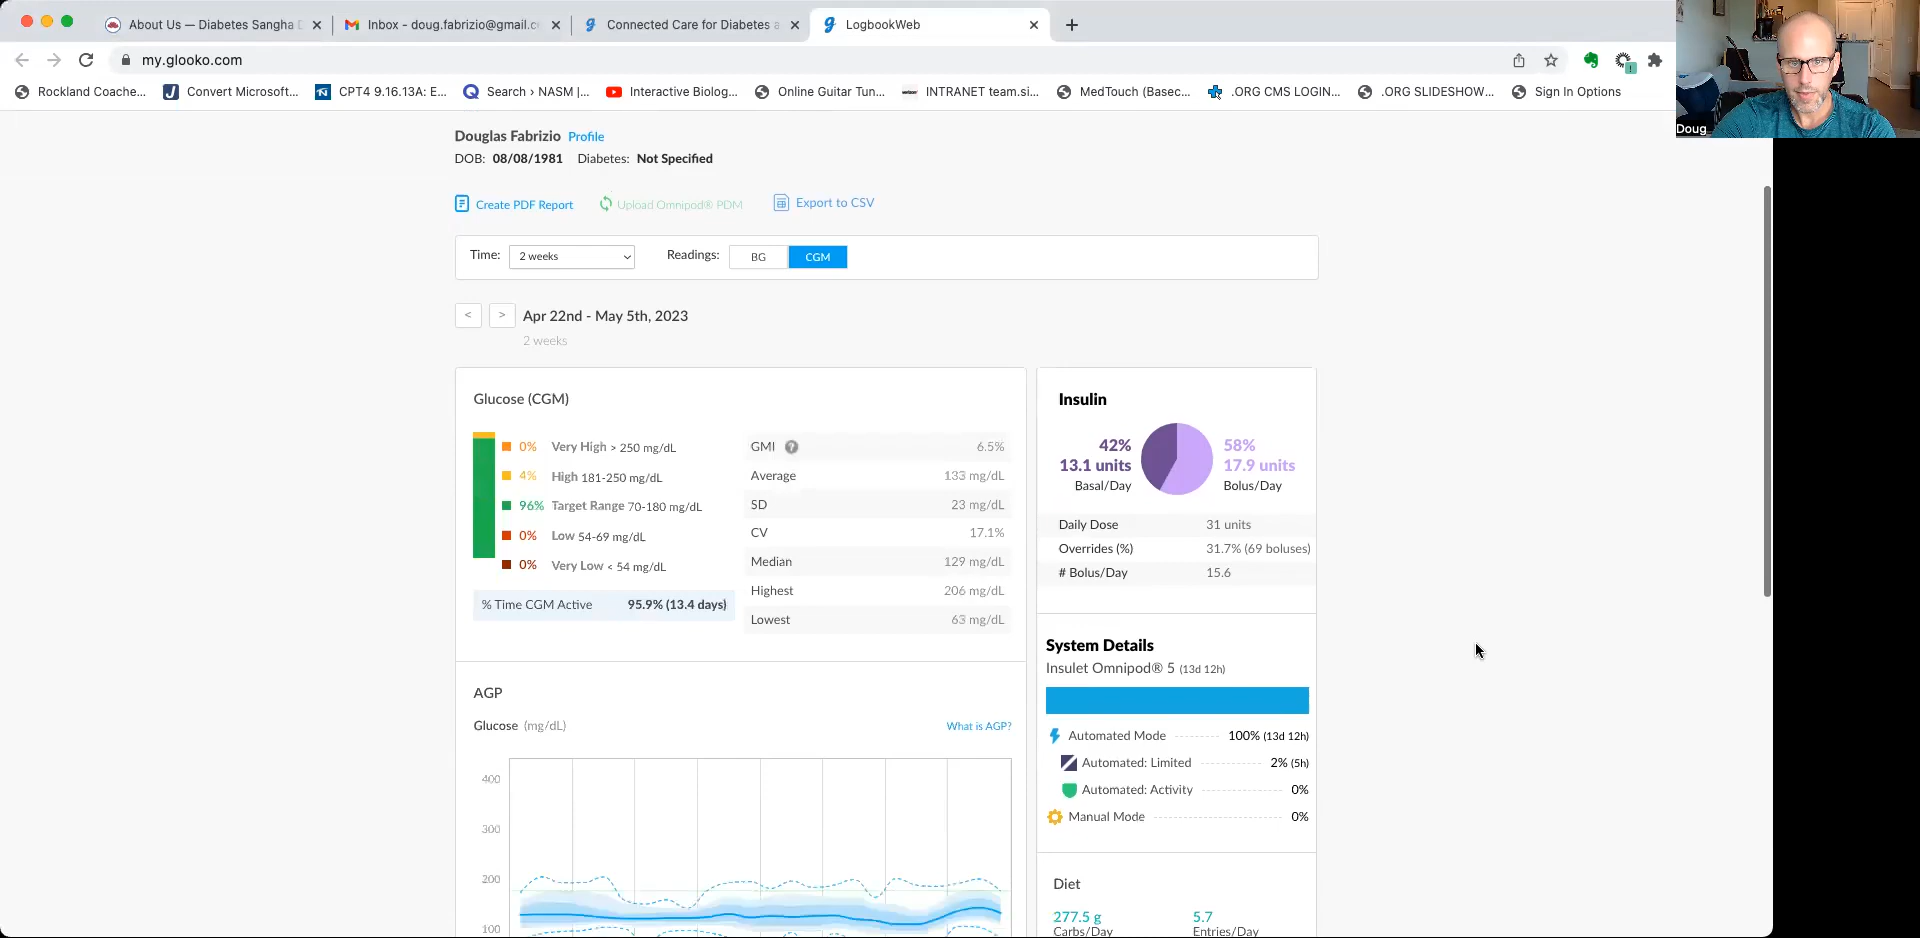 About Us — Diabetes Sangha D
Inbox - doug.fabrizio@gmail.c
Connected Care for Diabetes a
LogbookWeb
my.glooko.com
Rockland Coache...
Convert Microsoft...
CPT4 9.16.13A: E...
Search › NASM |...
Interactive Biolog...
Online Guitar Tun...
INTRANET team.si...
MedTouch (Basec...
.ORG CMS LOGIN...
.ORG SLIDESHOW...
Sign In Options
Doug
Douglas Fabrizio Profile
DOB: 08/08/1981 Diabetes: Not Specified
Create PDF Report
Upload Omnipod® PDM
Export to CSV
Time: 2 weeks Readings: BG CGM
< > Apr 22nd - May 5th, 2023
2 weeks
Glucose (CGM)
0% Very High > 250 mg/dL
4% High 181-250 mg/dL
96% Target Range 70-180 mg/dL
0% Low 54-69 mg/dL
0% Very Low < 54 mg/dL
% Time CGM Active 95.9% (13.4 days)
GMI ? 6.5%
Average 133 mg/dL
SD 23 mg/dL
CV 17.1%
Median 129 mg/dL
Highest 206 mg/dL
Lowest 63 mg/dL
AGP
Glucose (mg/dL) What is AGP?
400
300
200
100
Insulin
42% 58%
13.1 units 17.9 units
Basal/Day Bolus/Day
Daily Dose 31 units
Overrides (%) 31.7% (69 boluses)
# Bolus/Day 15.6
System Details
Insulet Omnipod® 5 (13d 12h)
Automated Mode 100% (13d 12h)
Automated: Limited 2% (5h)
Automated: Activity 0%
Manual Mode 0%
Diet
277.5 g 5.7
Carbs/Day Entries/Day